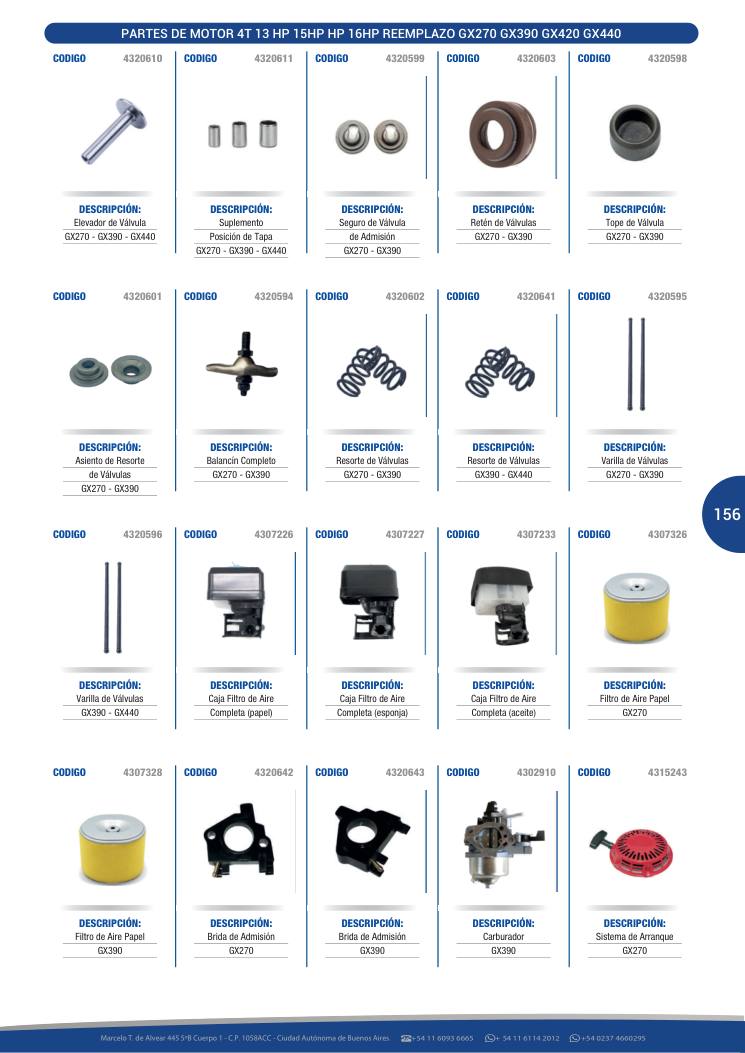 PARTES DE MOTOR 4T 13 HP 15HP HP 16HP REEMPLAZO GX270 GX390 GX420 GX440
CODIGO 4320610
DESCRIPCIÓN:
Elevador de Válvula
GX270 - GX390 - GX440
CODIGO 4320611
DESCRIPCIÓN:
Suplemento
Posición de Tapa
GX270 - GX390 - GX440
CODIGO 4320599
DESCRIPCIÓN:
Seguro de Válvula
de Admisión
GX270 - GX390
CODIGO 4320603
DESCRIPCIÓN:
Retén de Válvulas
GX270 - GX390
CODIGO 4320598
DESCRIPCIÓN:
Tope de Válvula
GX270 - GX390
CODIGO 4320601
DESCRIPCIÓN:
Asiento de Resorte
de Válvulas
GX270 - GX390
CODIGO 4320594
DESCRIPCIÓN:
Balancín Completo
GX270 - GX390
CODIGO 4320602
DESCRIPCIÓN:
Resorte de Válvulas
GX270 - GX390
CODIGO 4320641
DESCRIPCIÓN:
Resorte de Válvulas
GX390 - GX440
CODIGO 4320595
DESCRIPCIÓN:
Varilla de Válvulas
GX270 - GX390
156
CODIGO 4320596
DESCRIPCIÓN:
Varilla de Válvulas
GX390 - GX440
CODIGO 4307226
DESCRIPCIÓN:
Caja Filtro de Aire
Completa (papel)
CODIGO 4307227
DESCRIPCIÓN:
Caja Filtro de Aire
Completa (esponja)
CODIGO 4307233
DESCRIPCIÓN:
Caja Filtro de Aire
Completa (aceite)
CODIGO 4307326
DESCRIPCIÓN:
Filtro de Aire Papel
GX270
CODIGO 4307328
DESCRIPCIÓN:
Filtro de Aire Papel
GX390
CODIGO 4320642
DESCRIPCIÓN:
Brida de Admisión
GX270
CODIGO 4320643
DESCRIPCIÓN:
Brida de Admisión
GX390
CODIGO 4302910
DESCRIPCIÓN:
Carburador
GX390
CODIGO 4315243
DESCRIPCIÓN:
Sistema de Arranque
GX270
Marcelo T. de Alvear 445 5ºB Cuerpo 1 - C.P. 1058ACC - Ciudad Autónoma de Buenos Aires +54 11 6093 6665 + 54 11 6114 2012 +54 0237 4660295